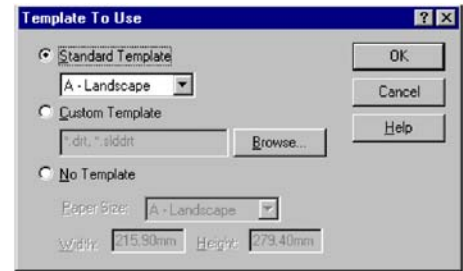 Template To Use
Standard Template
OK
A - Landscape
Cancel
Custom Template
Help
*.drt, *.slddrt
Browse...
No Template
Paper Size: A - Landscape
Width: 215.90mm Height: 279.40mm